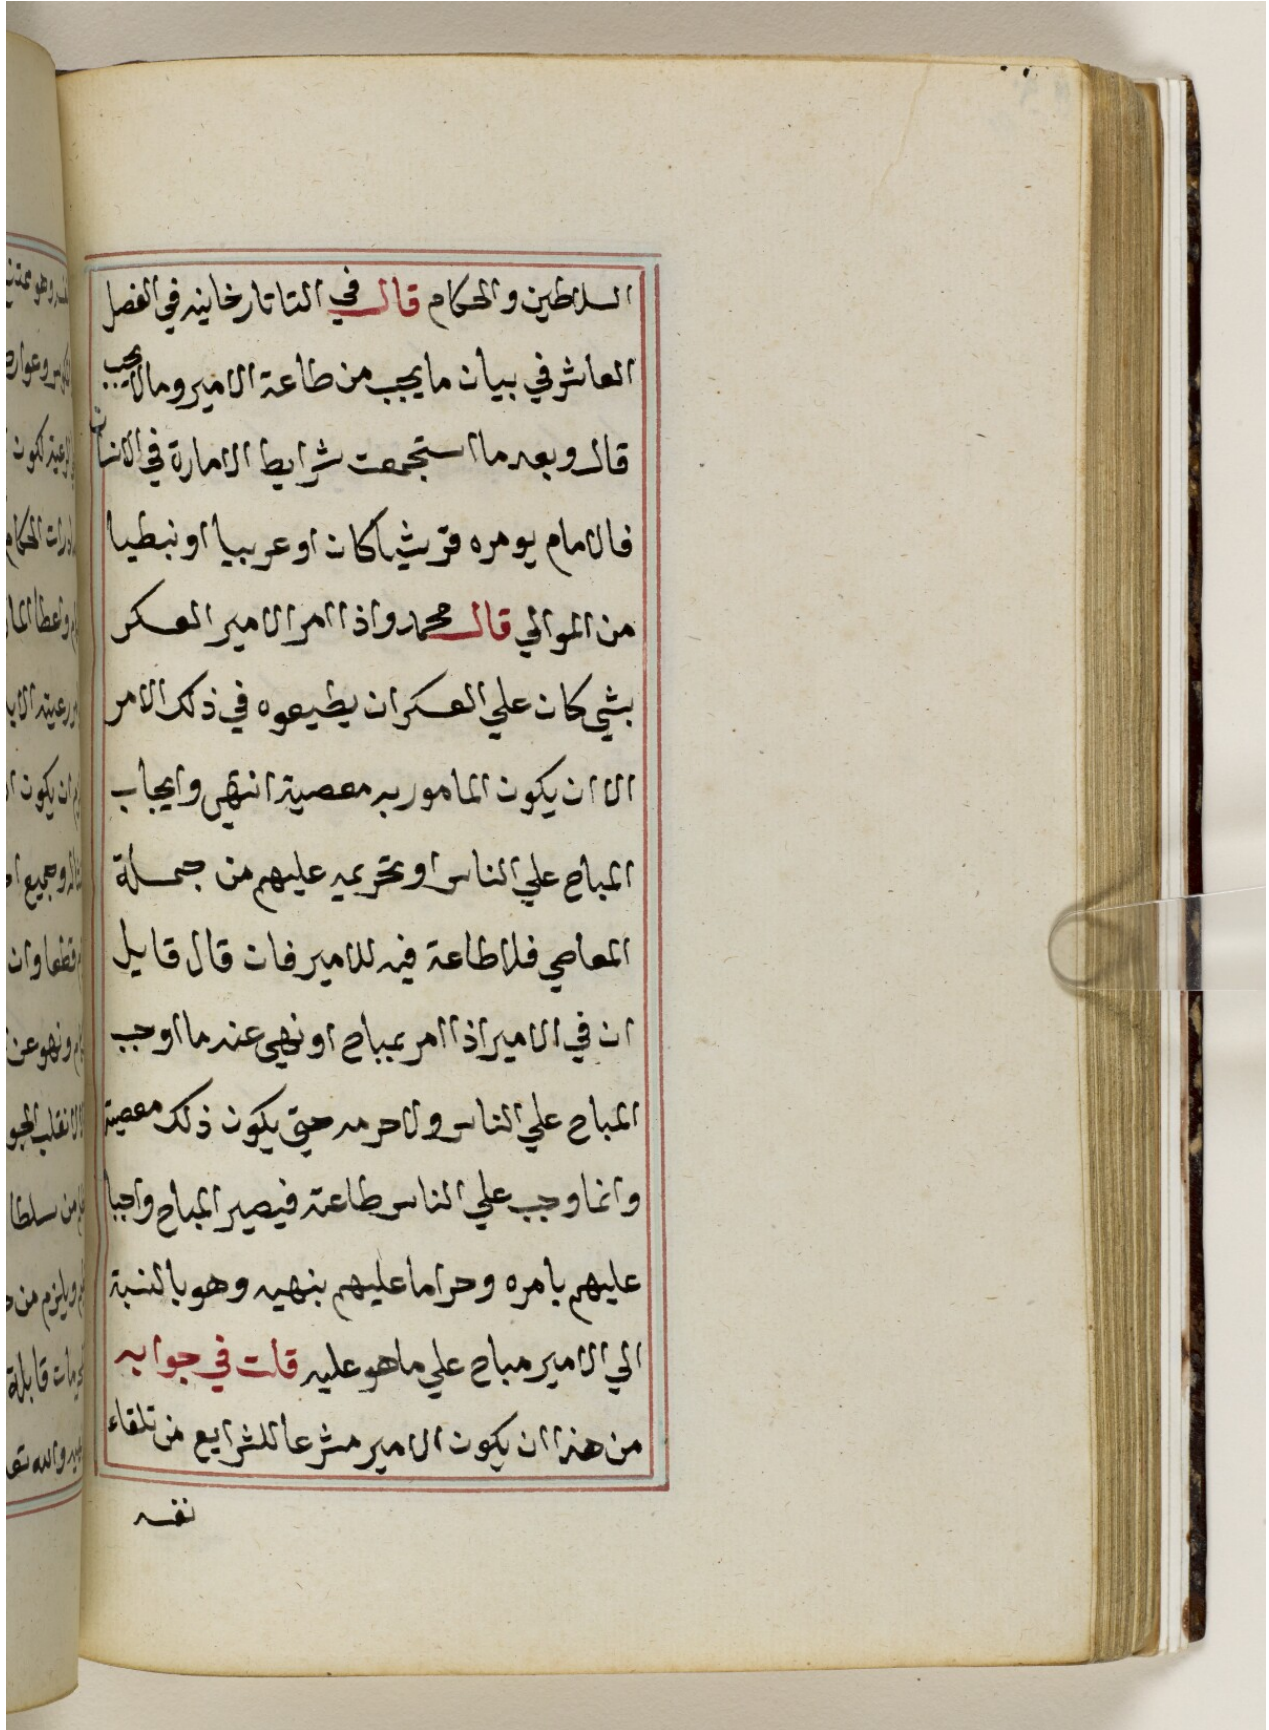 السلاطين والحكام قال في التاتارخانيه في الفصل
العاشر في بيان ما يجب من طاعة الامير وما لا يجب
قال وبعد ما استجمعت شرايط الامارة في الانسان
فالامام يومره قرشيا كان او عربيا او نبطيا
من الموالي قال محمد واذا امر الامير العسكر
بشي كان علي العسكر ان يطيعوه في ذلك الامر
الا ان يكون المامور به معصية انتهى وايجاب
المباح علي الناس او تحريمه عليهم من جملة
المعاصي فلا طاعة فيه للامير فان قال قايل
ان في الامير اذا امر بمباح او نهي عنه ما اوجب
المباح علي الناس ولا حرمه حتي يكون ذلك معصية
وانما وجب علي الناس طاعته فيصير المباح واجبا
عليهم بامره وحراما عليهم بنهيه وهو بالنسبة
الي الامير مباح علي ما هو عليه قلت في جوابه
من هذا ان يكون الامير مشرعا للشرايع من تلقاء
نفسه